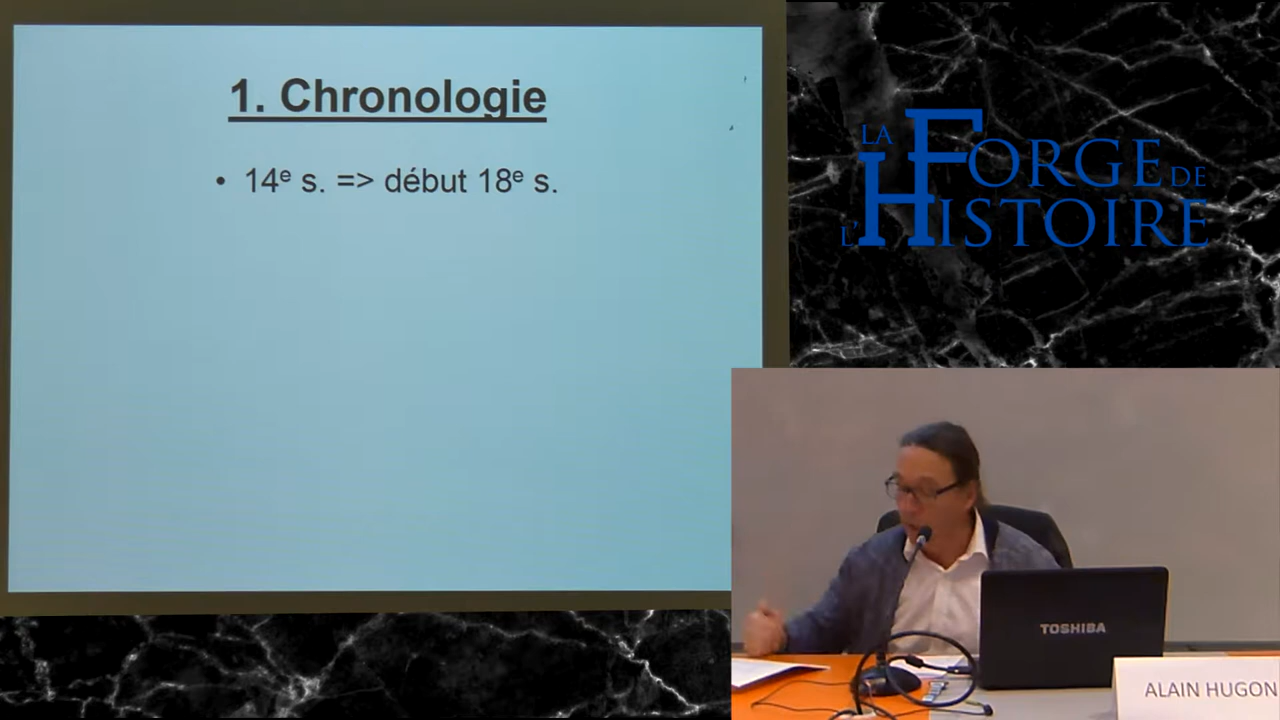 1. Chronologie
• 14e s. => début 18e s.
LA FORGE DE
L'HISTOIRE
TOSHIBA
ALAIN HUGON